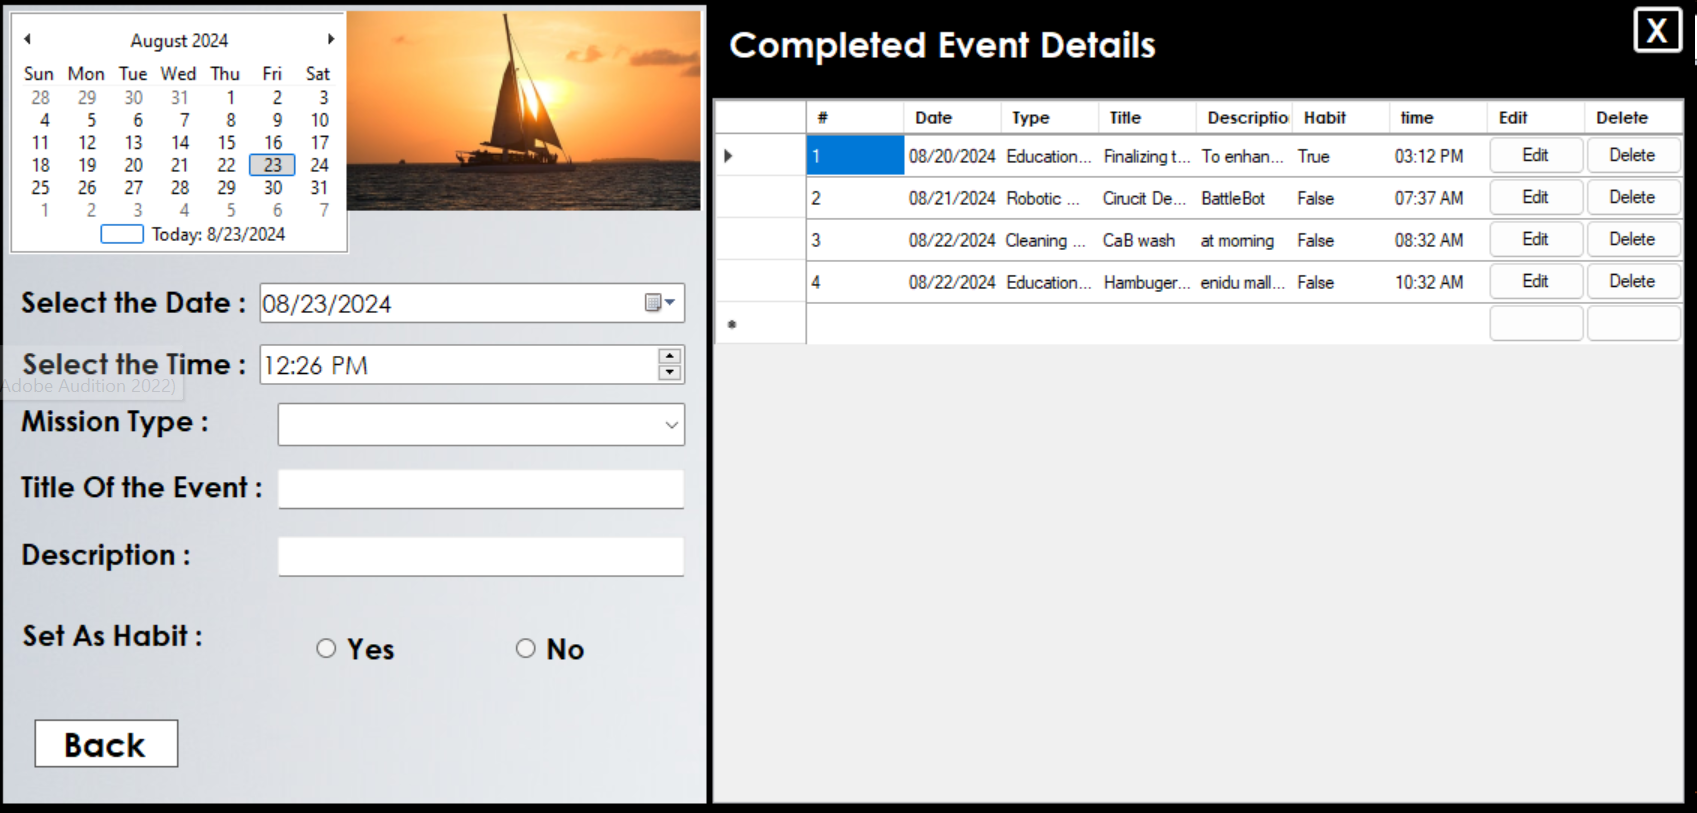 August 2024
Sun Mon Tue Wed Thu Fri Sat
28 29 30 31 1 2 3
4 5 6 7 8 9 10
11 12 13 14 15 16 17
18 19 20 21 22 23 24
25 26 27 28 29 30 31
1 2 3 4 5 6 7
Today: 8/23/2024
Select the Date : 08/23/2024
Select the Time : 12:26 PM
Adobe Audition 2022)
Mission Type :
Title Of the Event :
Description :
Set As Habit :
Yes No
Back
Completed Event Details
X
# Date Type Title Descriptio Habit time Edit Delete
1 08/20/2024 Education... Finalizing t... To enhan... True 03:12 PM Edit Delete
2 08/21/2024 Robotic ... Cirucit De... BattleBot False 07:37 AM Edit Delete
3 08/22/2024 Cleaning ... CaB wash at morning False 08:32 AM Edit Delete
4 08/22/2024 Education... Hambuger... enidu mall... False 10:32 AM Edit Delete